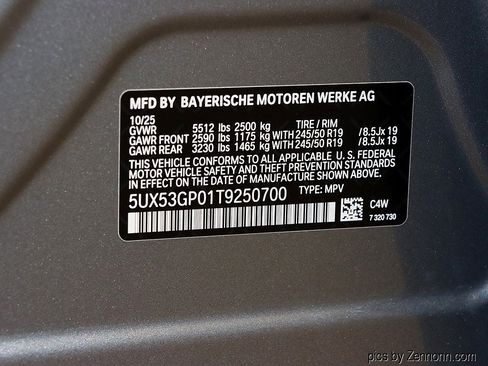 MFD BY BAYERISCHE MOTOREN WERKE AG
10/25
GVWR 5512 lbs 2500 kg TIRE / RIM
GAWR FRONT 2590 lbs 1175 kg WITH 245/50 R19 /8.5Jx 19
GAWR REAR 3230 lbs 1465 kg WITH 245/50 R19 /8.5Jx 19
THIS VEHICLE CONFORMS TO ALL APPLICABLE U. S. FEDERAL
MOTOR VEHICLE SAFETY AND THEFT PREVENTION STANDARDS
IN EFFECT ON THE DATE OF MANUFACTURE SHOWN ABOVE.
5UX53GP01T9250700 TYPE: MPV
C4W
7 320 730
pics by Zennonn.com